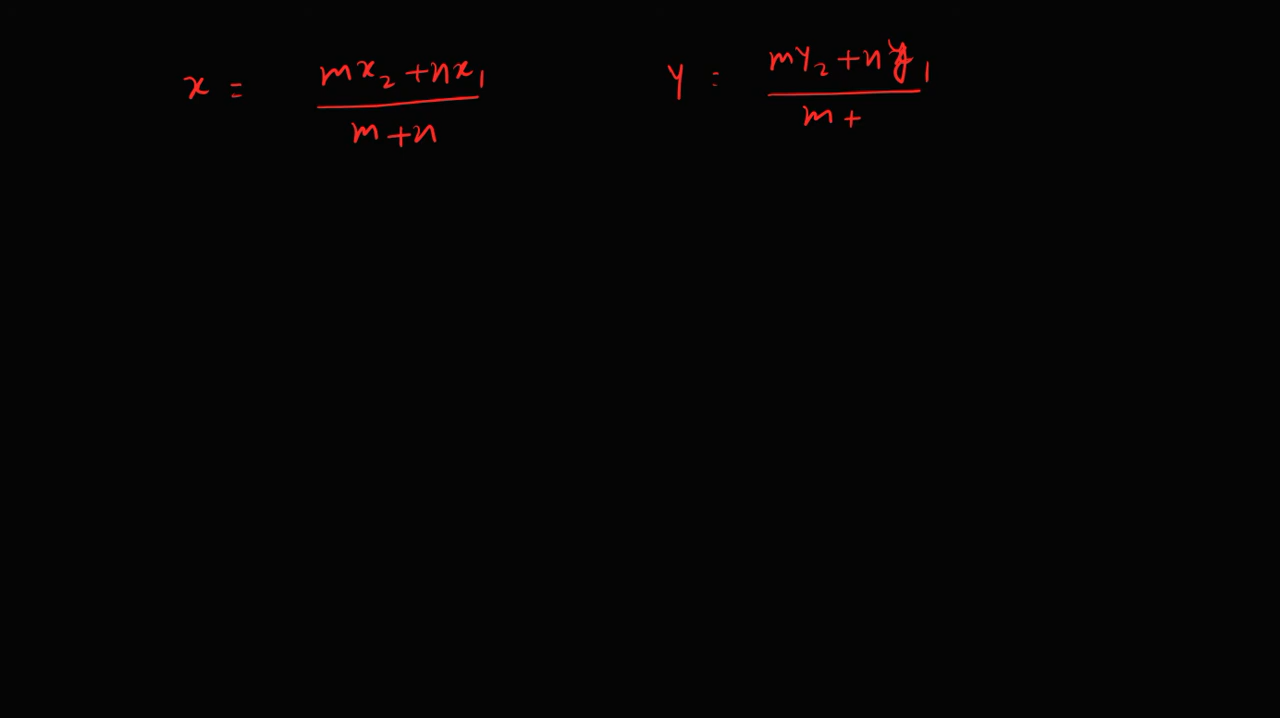 x = (mx₂ + nx₁)/(m + n) y = (my₂ + ny₁)/(m +